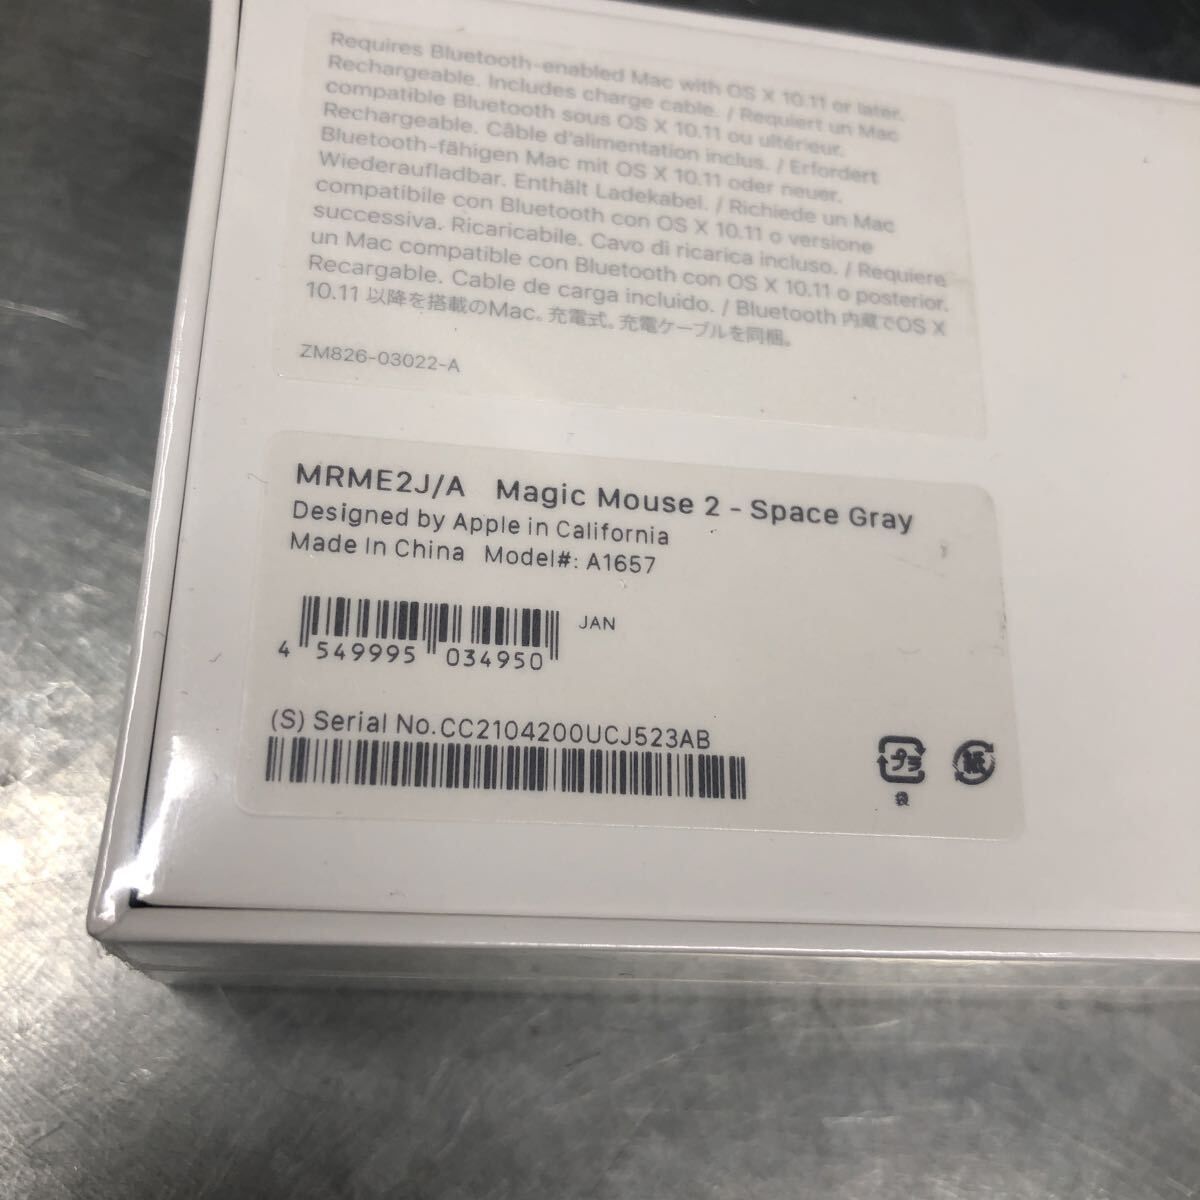 Requires Bluetooth-enabled Mac with OS X 10.11 or later.
Rechargeable. Includes charge cable. / Requiert un Mac
compatible Bluetooth sous OS X 10.11 ou ultérieur.
Rechargeable. Câble d'alimentation inclus. / Erfordert
Bluetooth-fähigen Mac mit OS X 10.11 oder neuer.
Wiederaufladbar. Enthält Ladekabel. / Richiede un Mac
compatibile con Bluetooth con OS X 10.11 o versione
successiva. Ricaricabile. Cavo di ricarica incluso. / Requiere
un Mac compatible con Bluetooth con OS X 10.11 o posterior.
Recargable. Cable de carga incluido. / Bluetooth 内蔵でOS X
10.11 以降を搭載のMac。充電式。充電ケーブルを同梱。
ZM826-03022-A
MRME2J/A Magic Mouse 2 - Space Gray
Designed by Apple in California
Made In China Model#: A1657
JAN
4 549995 034950
(S) Serial No.CC2104200UCJ523AB
プラ 紙
袋